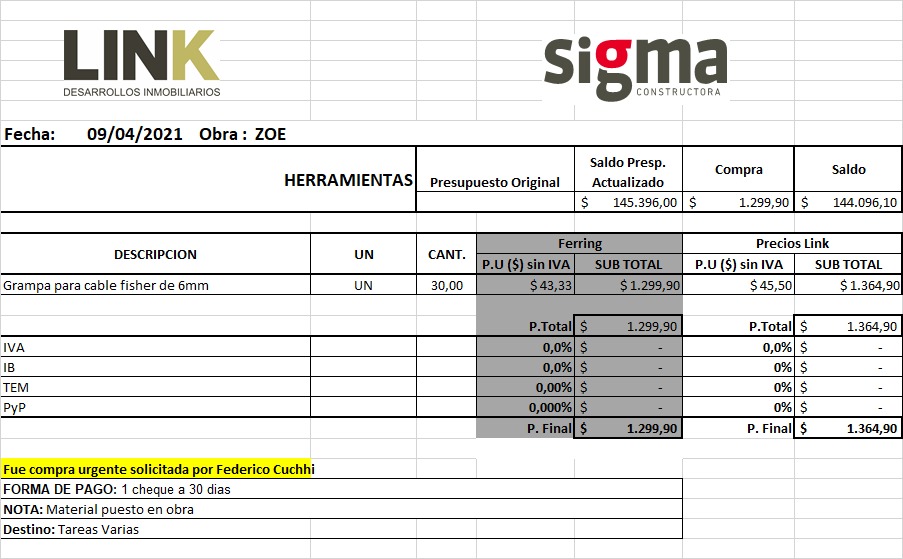 LINK
DESARROLLOS INMOBILIARIOS
sigma
CONSTRUCTORA
Fecha: 09/04/2021 Obra : ZOE
HERRAMIENTAS Presupuesto Original Saldo Presp. Actualizado Compra Saldo
$ 145.396,00 $ 1.299,90 $ 144.096,10
DESCRIPCION UN CANT. Ferring Precios Link
P.U ($) sin IVA SUB TOTAL P.U ($) sin IVA SUB TOTAL
Grampa para cable fisher de 6mm UN 30,00 $ 43,33 $ 1.299,90 $ 45,50 $ 1.364,90
P.Total $ 1.299,90 P.Total $ 1.364,90
IVA 0,0% $ - 0,0% $ -
IB 0,0% $ - 0% $ -
TEM 0,00% $ - 0% $ -
PyP 0,000% $ - 0% $ -
P. Final $ 1.299,90 P. Final $ 1.364,90
Fue compra urgente solicitada por Federico Cuchhi
FORMA DE PAGO: 1 cheque a 30 dias
NOTA: Material puesto en obra
Destino: Tareas Varias